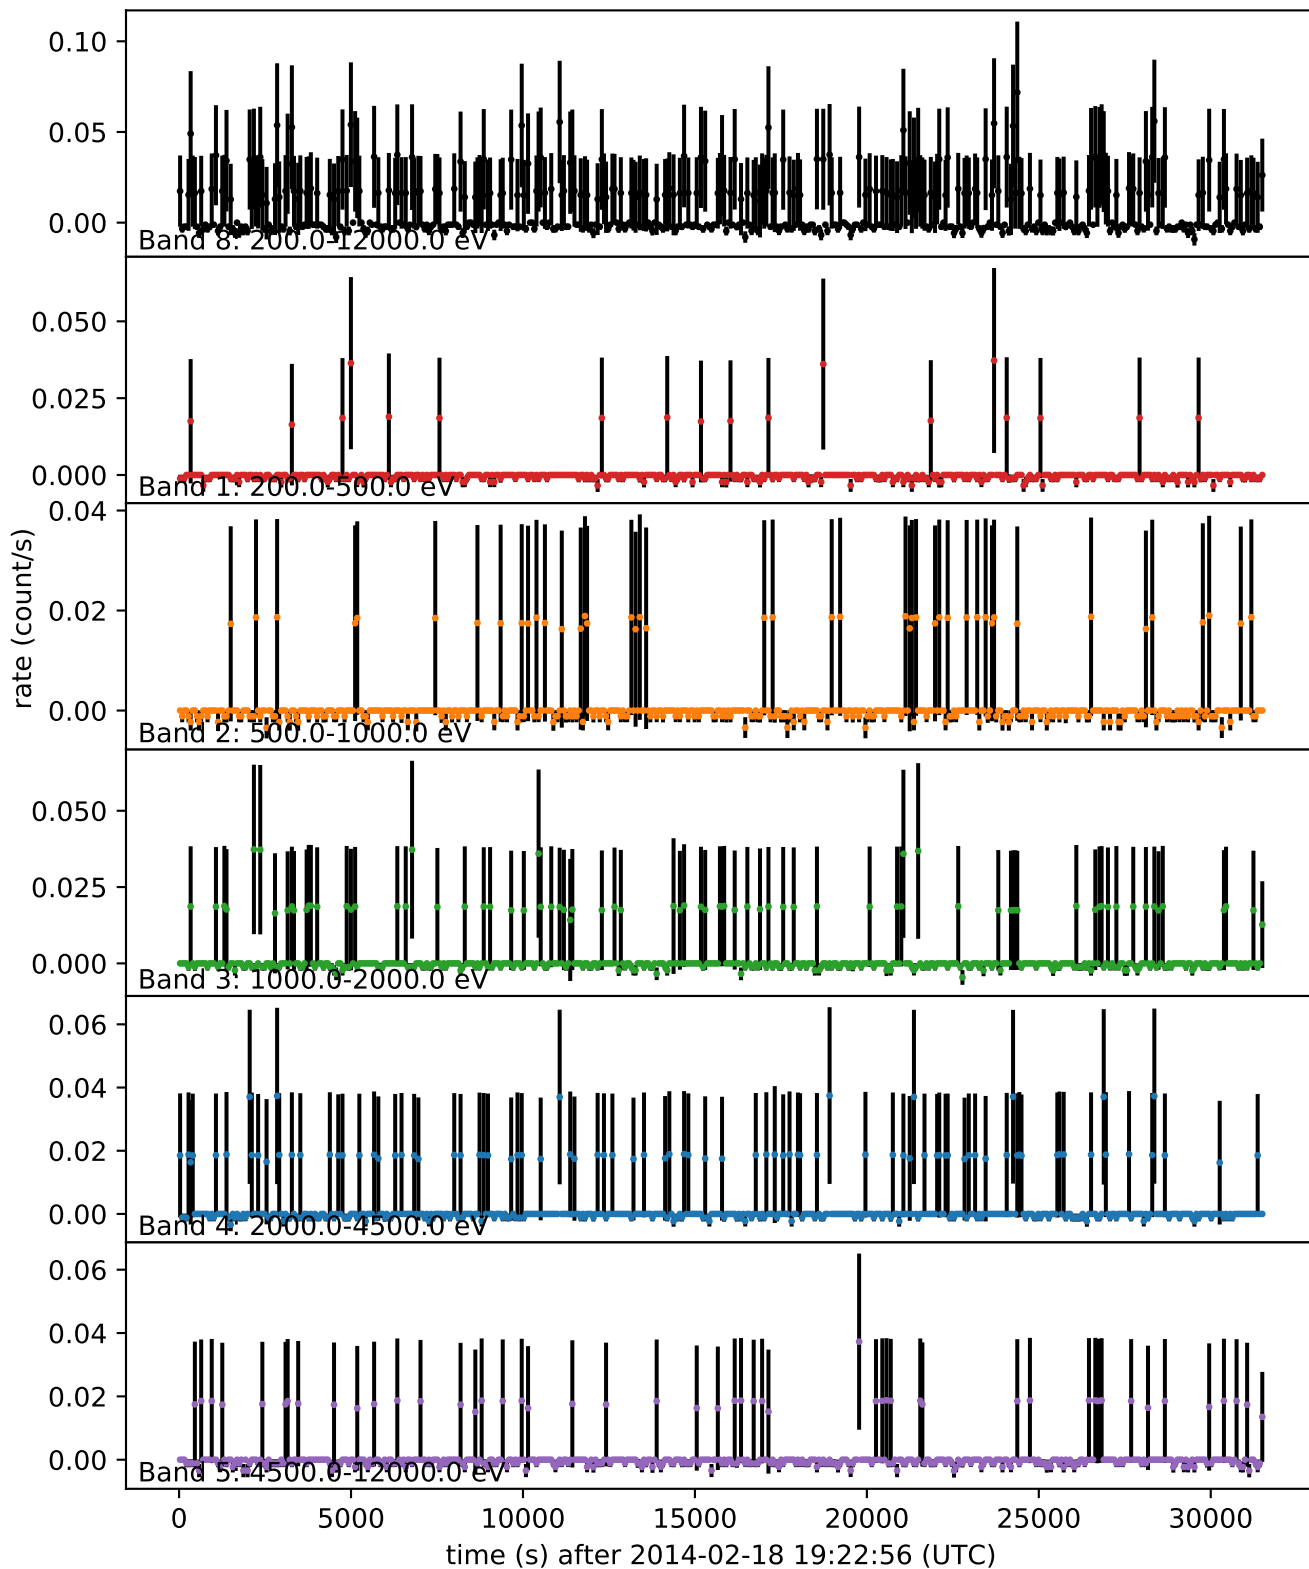 0.10
0.05
0.00
Band 8: 200.0-12000.0 eV
0.050
0.025
0.000
Band 1: 200.0-500.0 eV
0.04
0.02
0.00
Band 2: 500.0-1000.0 eV
rate (count/s)
0.050
0.025
0.000
Band 3: 1000.0-2000.0 eV
0.06
0.04
0.02
0.00
Band 4: 2000.0-4500.0 eV
0.06
0.04
0.02
0.00
Band 5: 4500.0-12000.0 eV
0 5000 10000 15000 20000 25000 30000
time (s) after 2014-02-18 19:22:56 (UTC)